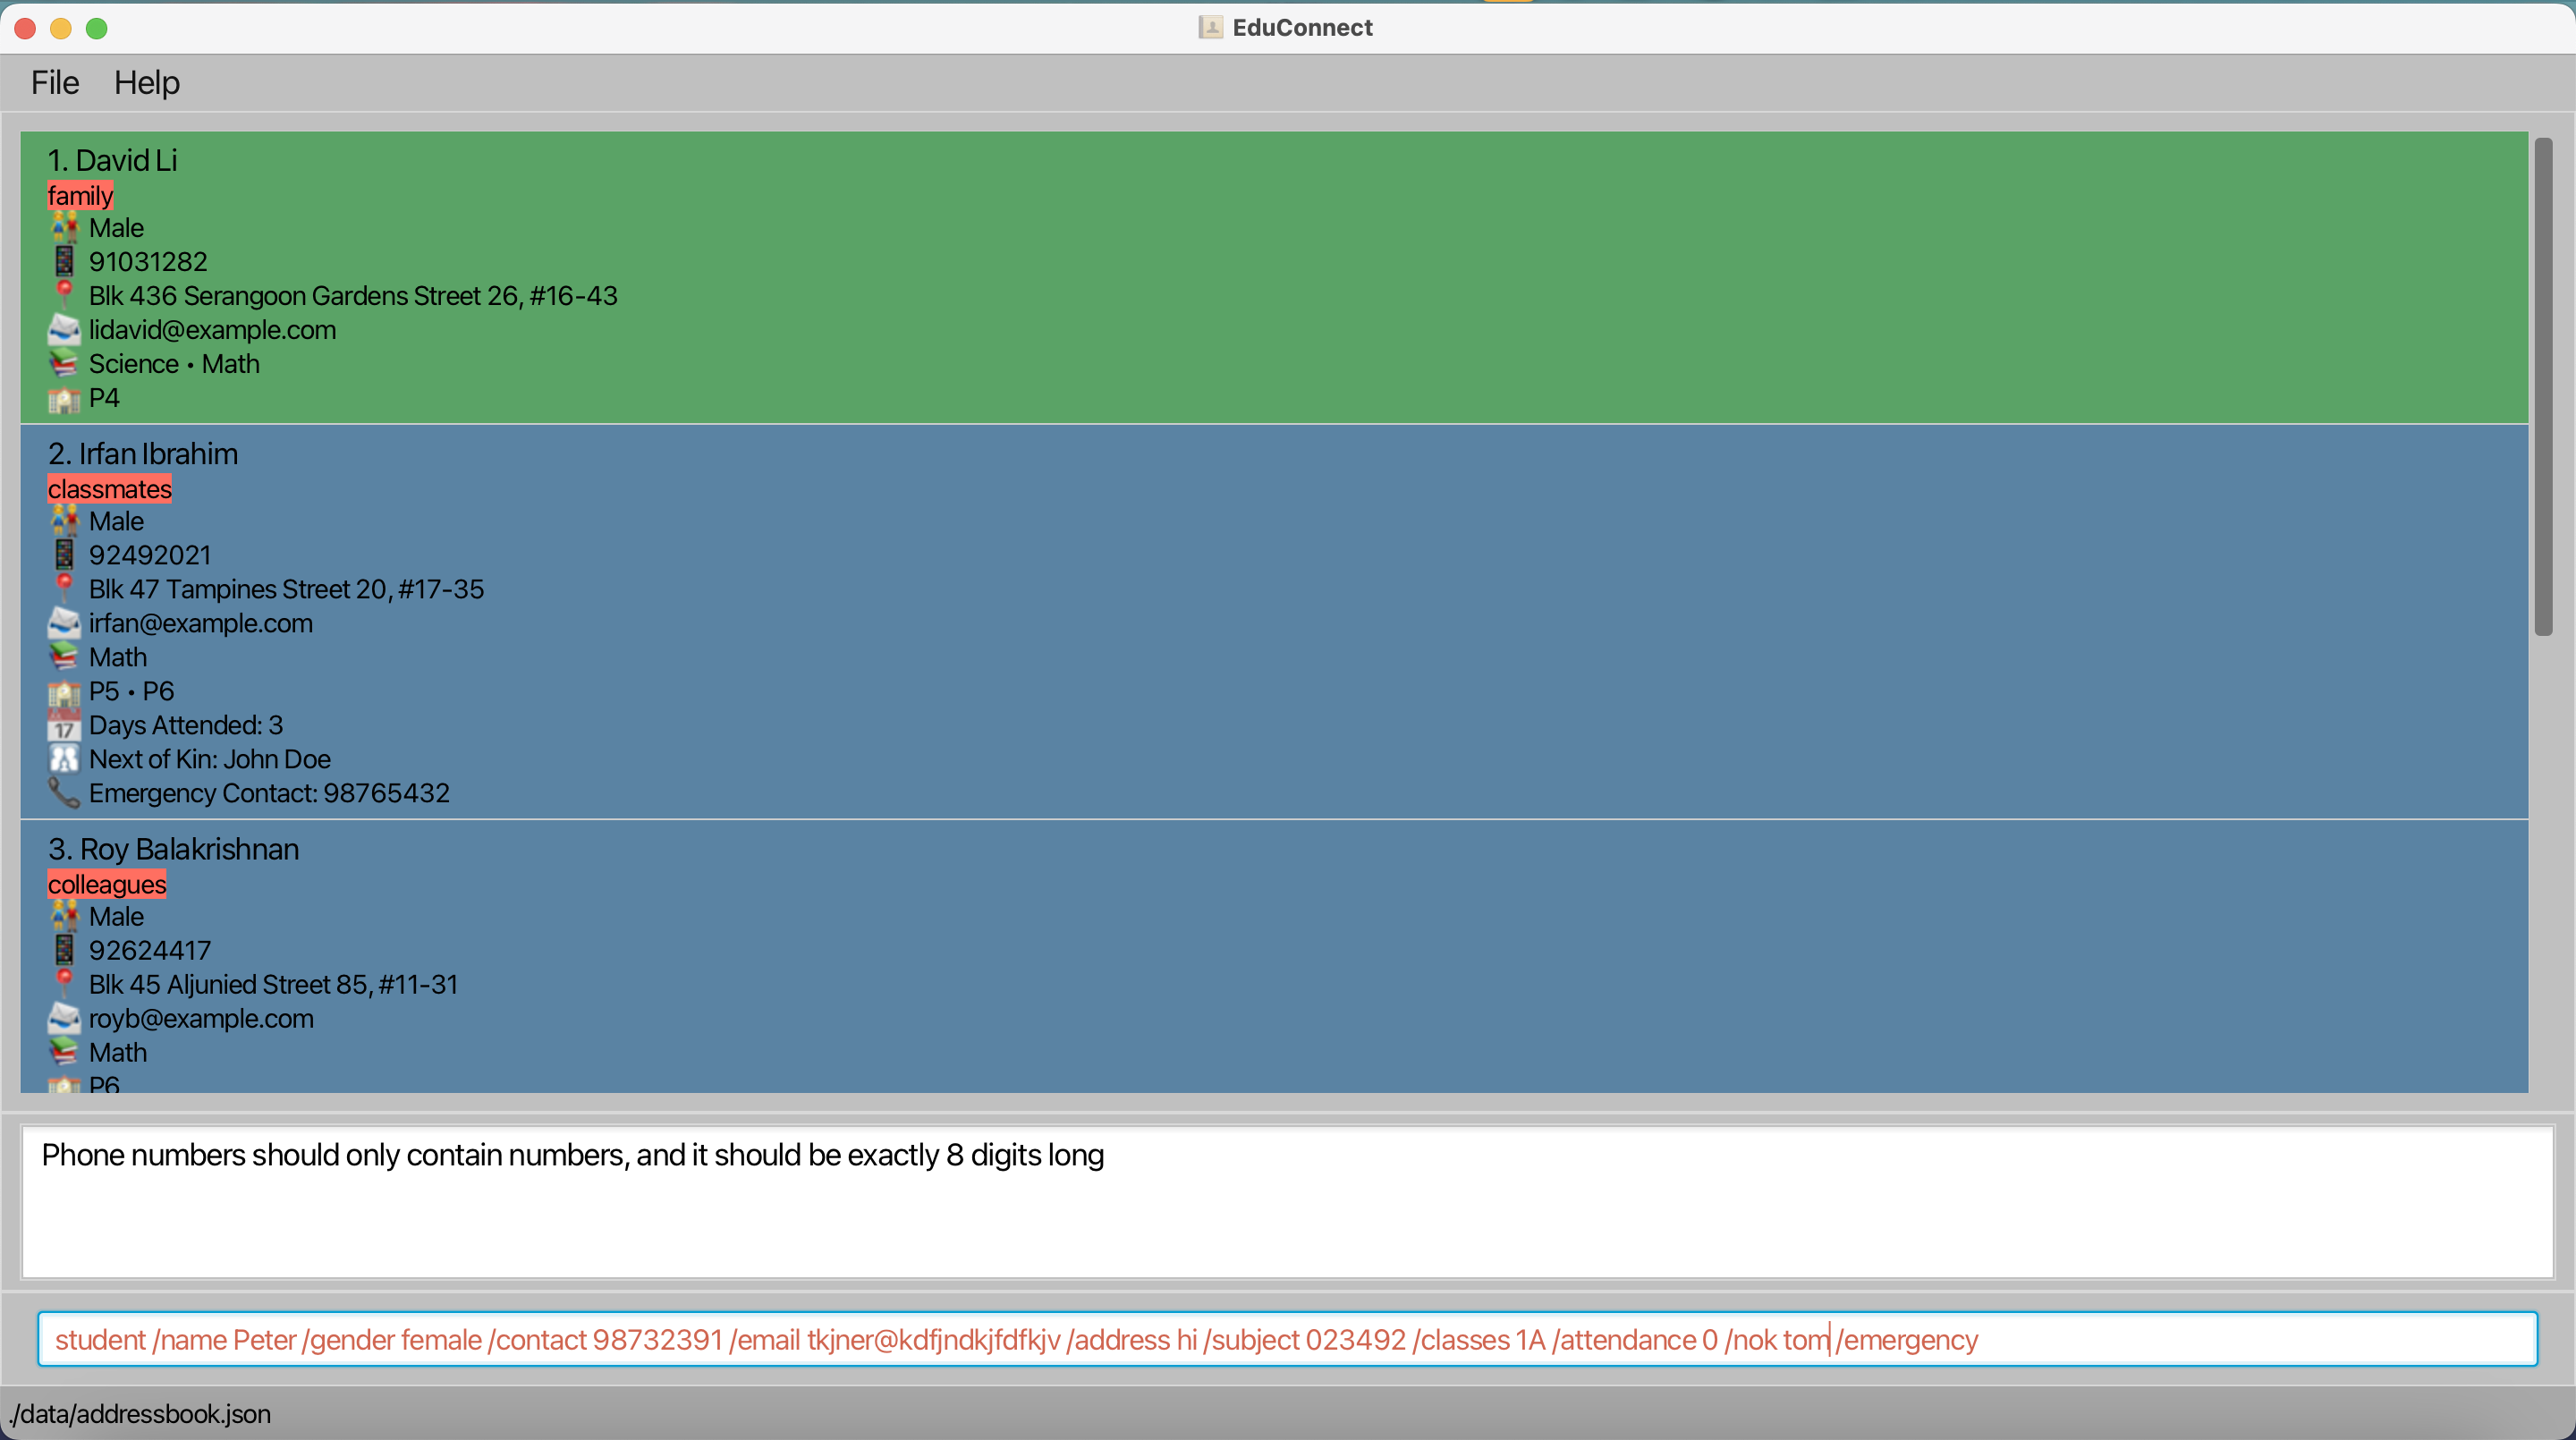 EduConnect
File Help
1. David Li
family
Male
91031282
Blk 436 Serangoon Gardens Street 26, #16-43
lidavid@example.com
Science • Math
P4
2. Irfan Ibrahim
classmates
Male
92492021
Blk 47 Tampines Street 20, #17-35
irfan@example.com
Math
P5 • P6
17 Days Attended: 3
Next of Kin: John Doe
Emergency Contact: 98765432
3. Roy Balakrishnan
colleagues
Male
92624417
Blk 45 Aljunied Street 85, #11-31
royb@example.com
Math
P6
Phone numbers should only contain numbers, and it should be exactly 8 digits long
student /name Peter /gender female /contact 98732391 /email tkjner@kdfjndkjfdfkjv /address hi /subject 023492 /classes 1A /attendance 0 /nok tom /emergency
./data/addressbook.json